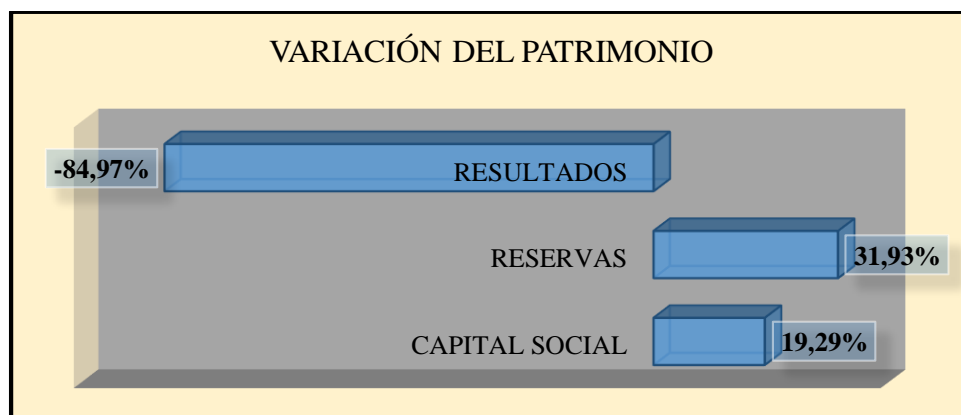 VARIACIÓN DEL PATRIMONIO
-84,97%
RESULTADOS
RESERVAS
31,93%
CAPITAL SOCIAL
19,29%